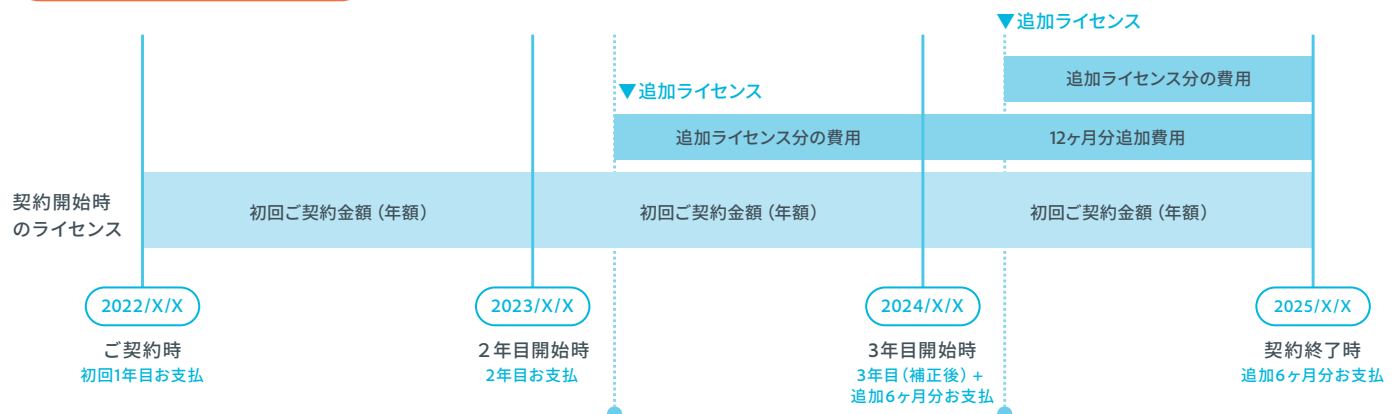 ▼追加ライセンス
追加ライセンス分の費用
▼追加ライセンス
追加ライセンス分の費用
12ヶ月分追加費用
契約開始時
のライセンス
初回ご契約金額（年額）
初回ご契約金額（年額）
初回ご契約金額（年額）
2022/X/X
2023/X/X
2024/X/X
2025/X/X
ご契約時
初回1年目お支払
２年目開始時
2年目お支払
3年目開始時
3年目（補正後）+
追加6ヶ月分お支払
契約終了時
追加6ヶ月分お支払